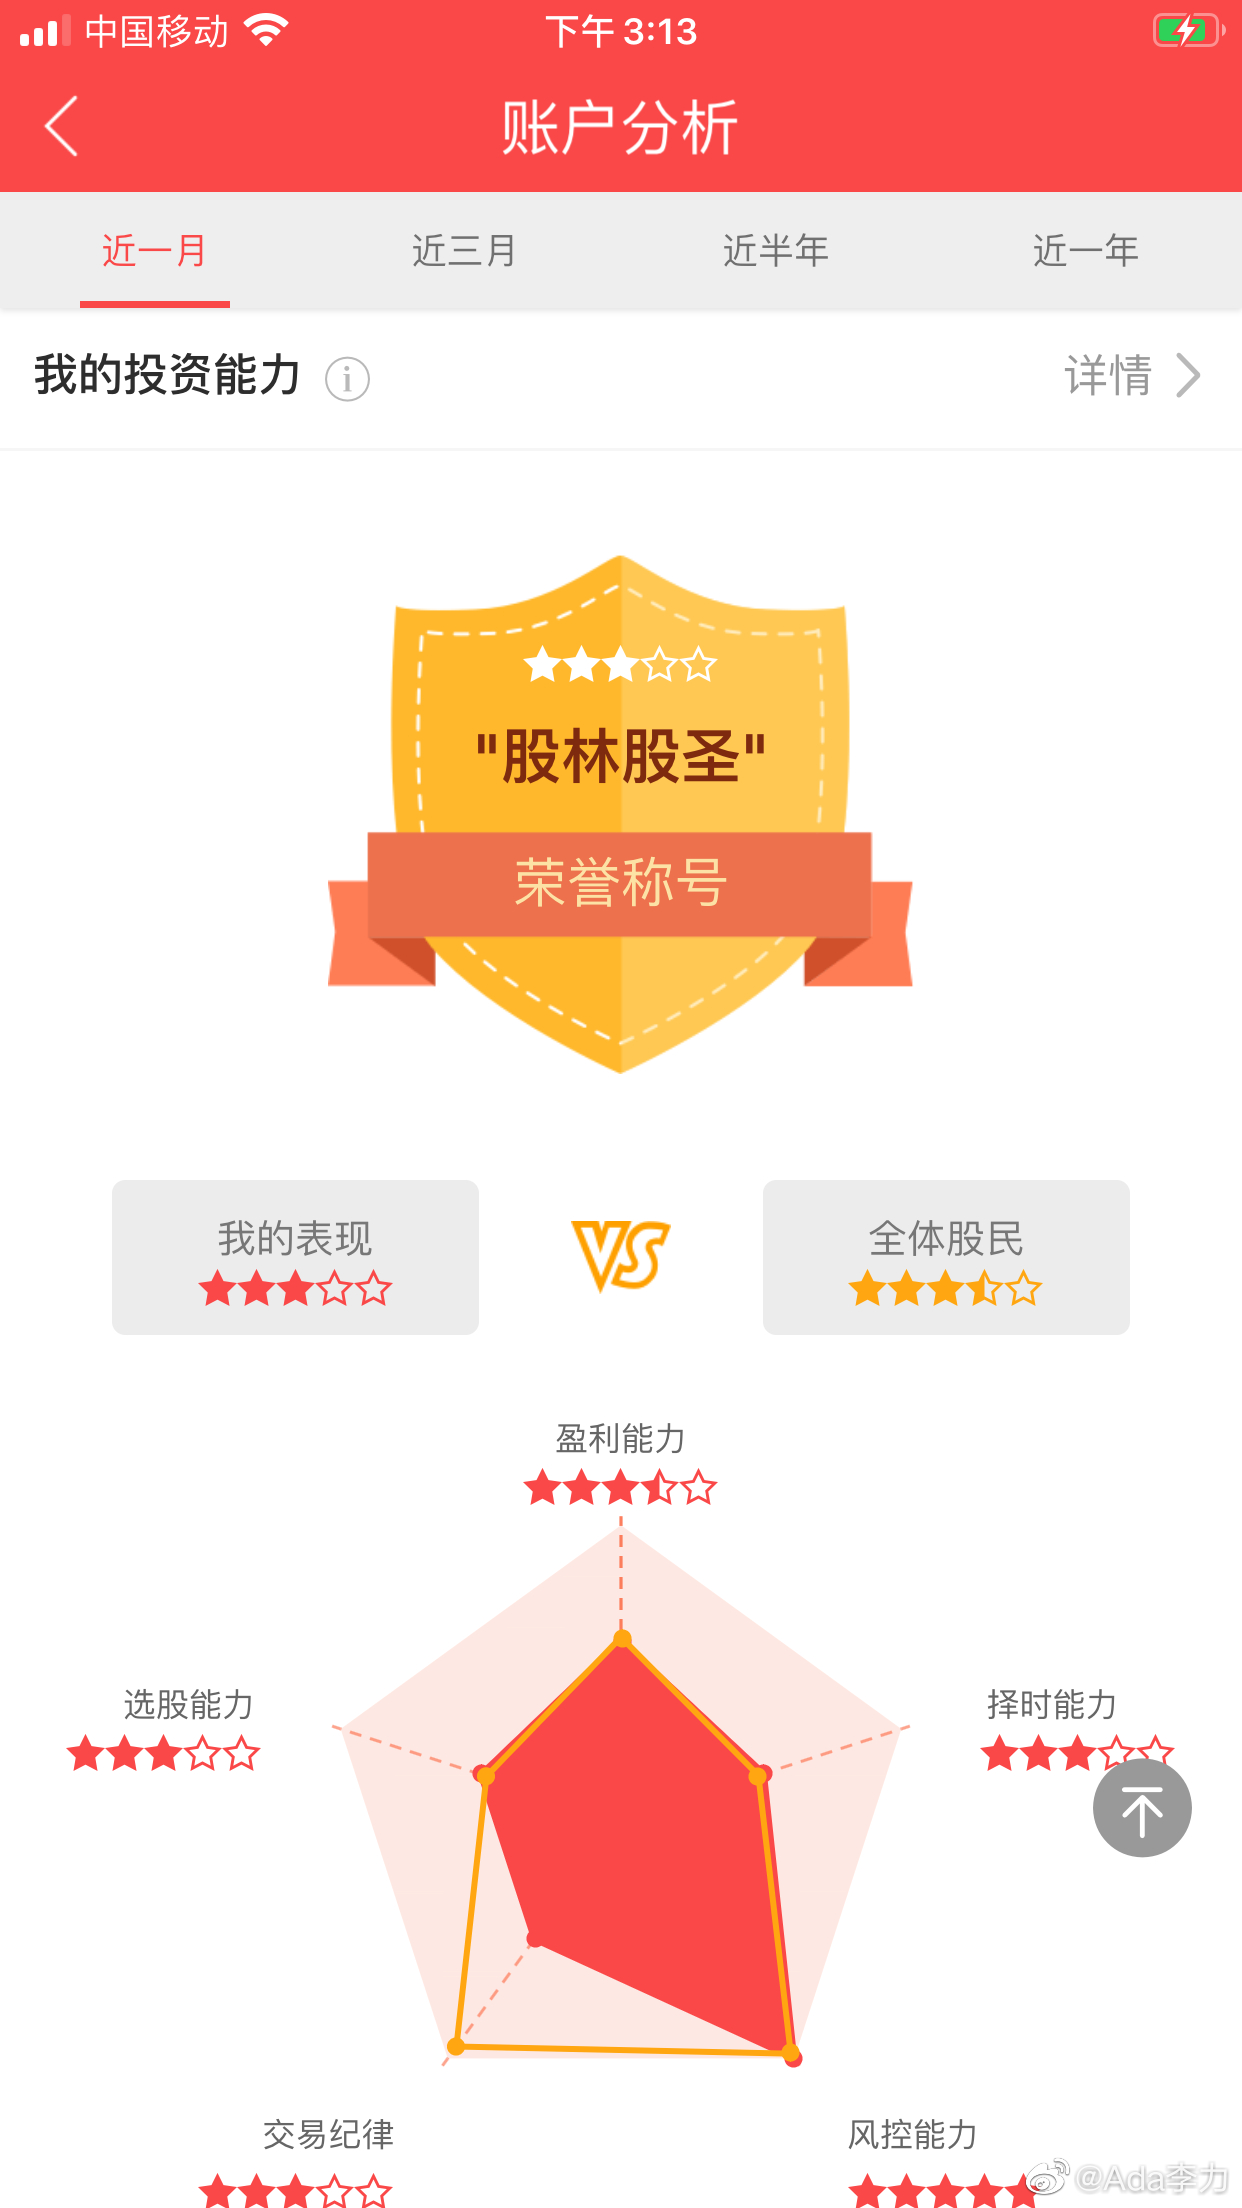 中国移动
下午3:13
账户分析
近一月 近三月 近半年 近一年
我的投资能力 i 详情
"股林股圣"
荣誉称号
我的表现 VS 全体股民
盈利能力
选股能力 择时能力
交易纪律 风控能力
@Ada李力